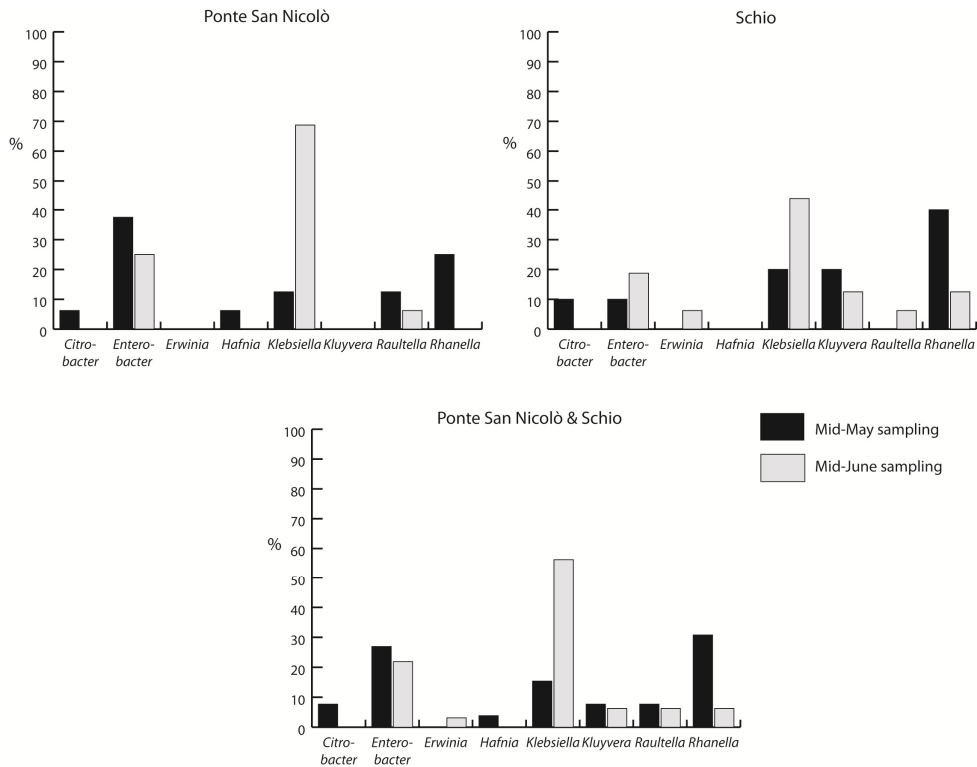 Ponte San Nicolò
100
90
80
70
%
60
50
40
30
20
10
0
Citro-
bacter
Entero-
bacter
Erwinia
Hafnia
Klebsiella
Kluyvera
Raultella
Rhanella
Schio
100
90
80
70
%
60
50
40
30
20
10
0
Citro-
bacter
Entero-
bacter
Erwinia
Hafnia
Klebsiella
Kluyvera
Raultella
Rhanella
Ponte San Nicolò & Schio
100
90
80
70
60
%
50
40
30
20
10
0
Citro-
bacter
Entero-
bacter
Erwinia
Hafnia
Klebsiella
Kluyvera
Raultella
Rhanella
Mid-May sampling
Mid-June sampling